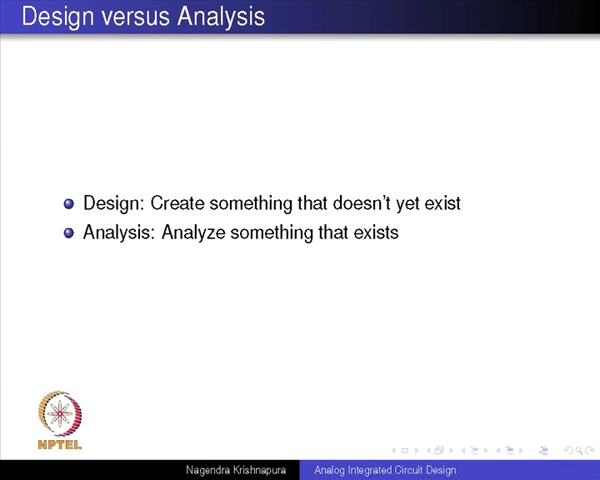 Design versus Analysis
Design: Create something that doesn't yet exist
Analysis: Analyze something that exists
NPTEL
Nagendra Krishnapura
Analog Integrated Circuit Design